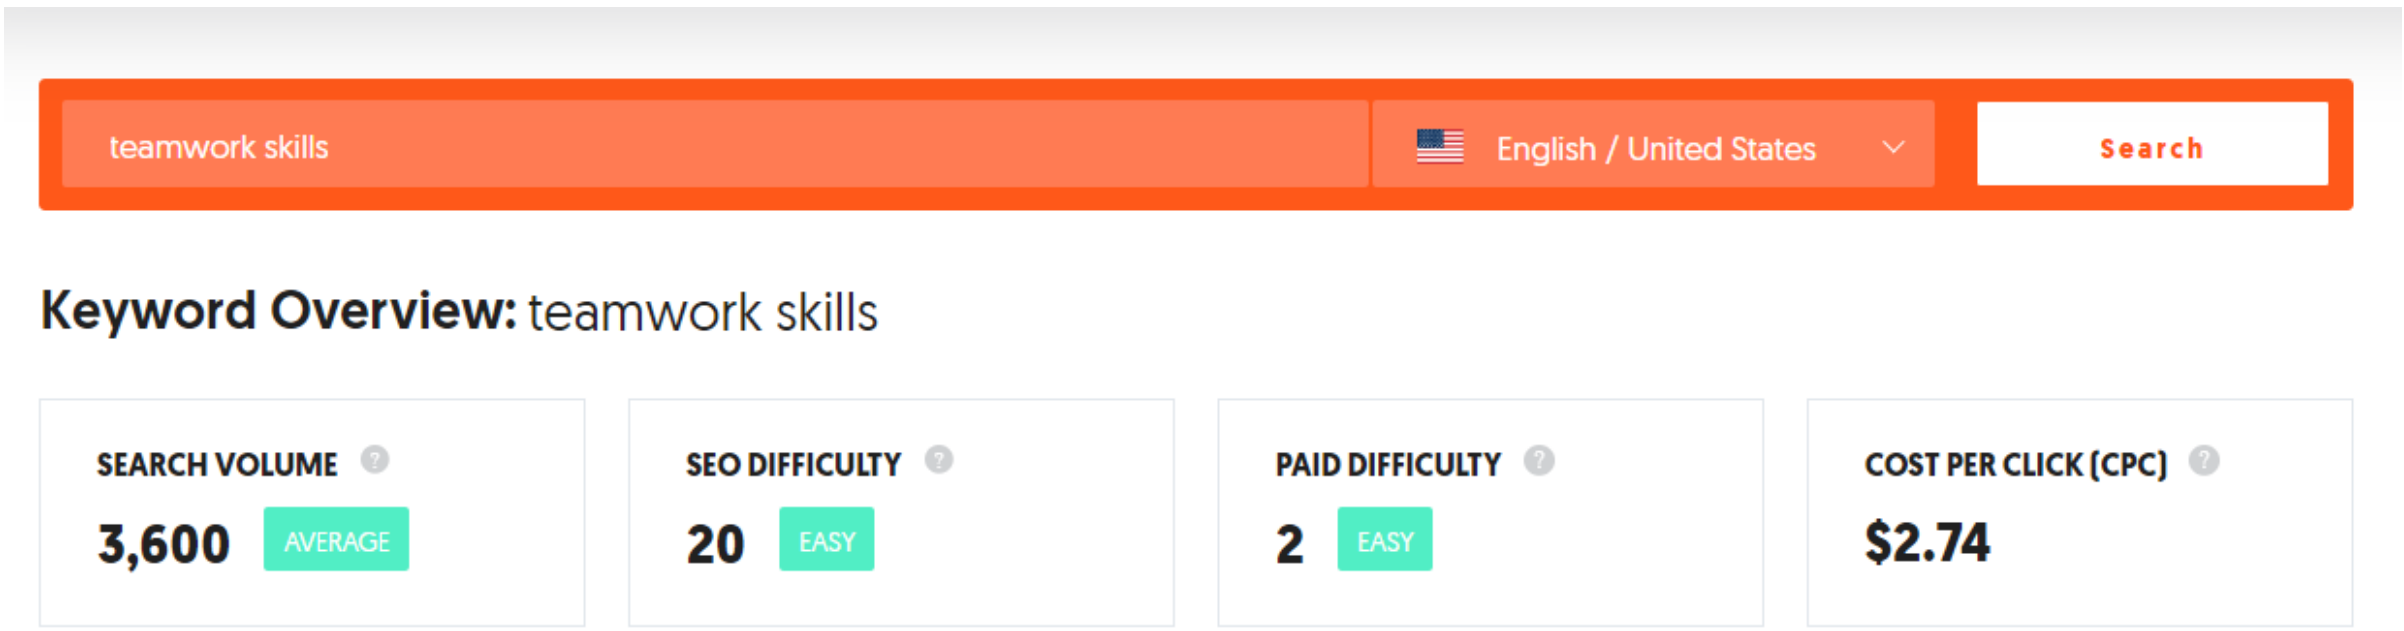 teamwork skills
English / United States
Search
Keyword Overview: teamwork skills
SEARCH VOLUME ?
3,600 AVERAGE
SEO DIFFICULTY ?
20 EASY
PAID DIFFICULTY ?
2 EASY
COST PER CLICK (CPC) ?
$2.74